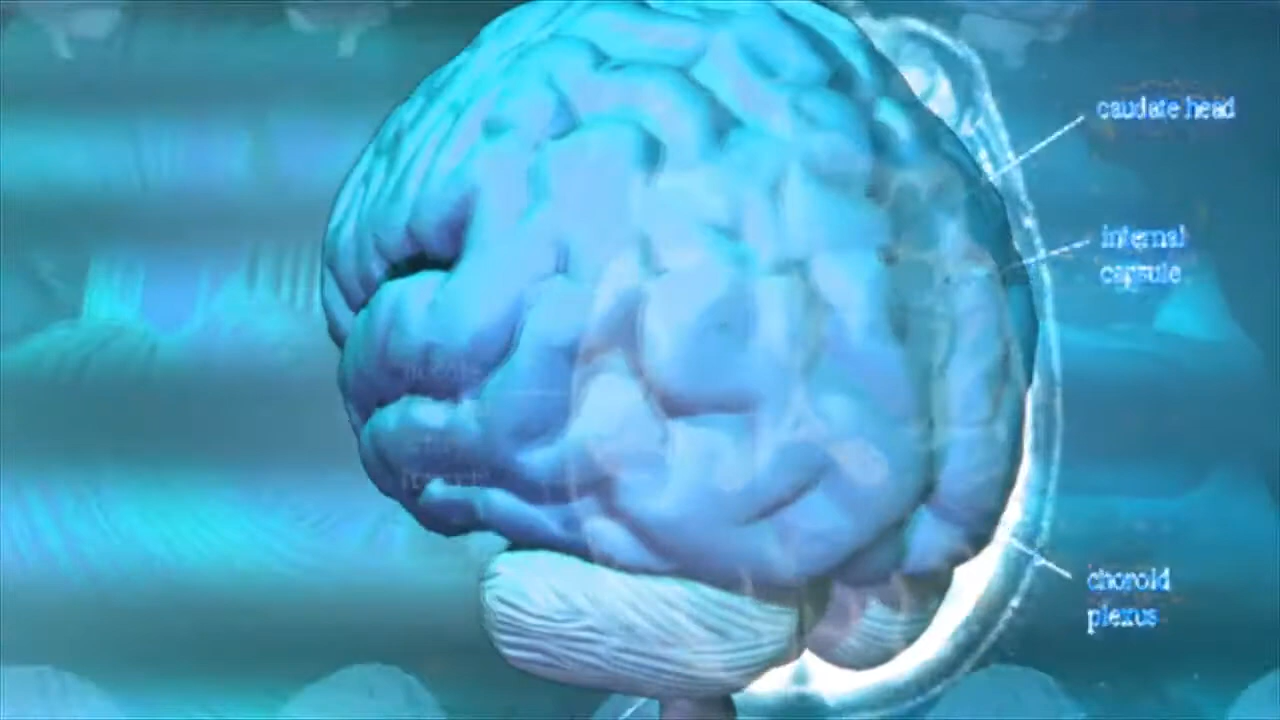 caudate head
internal
capsule
choroid
plexus